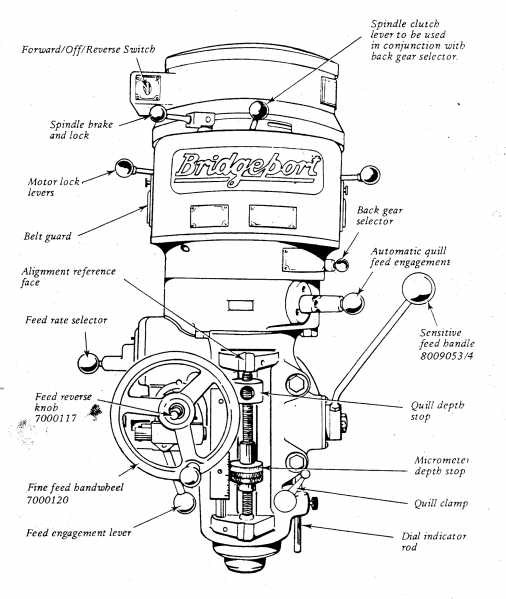 Spindle clutch
lever to be used
in conjunction with
back gear selector.
Forward/Off/Reverse Switch
Spindle brake
and lock
Bridgeport
Motor lock
levers
Back gear
selector
Belt guard
Automatic quill
feed engagement
Alignment reference
face
Feed rate selector
Sensitive
feed handle
8009053/4
Feed reverse
knob
7000117
Quill depth
stop
Micrometer
depth stop
Fine feed handwheel
7000120
Quill clamp
Feed engagement lever
Dial indicator
rod